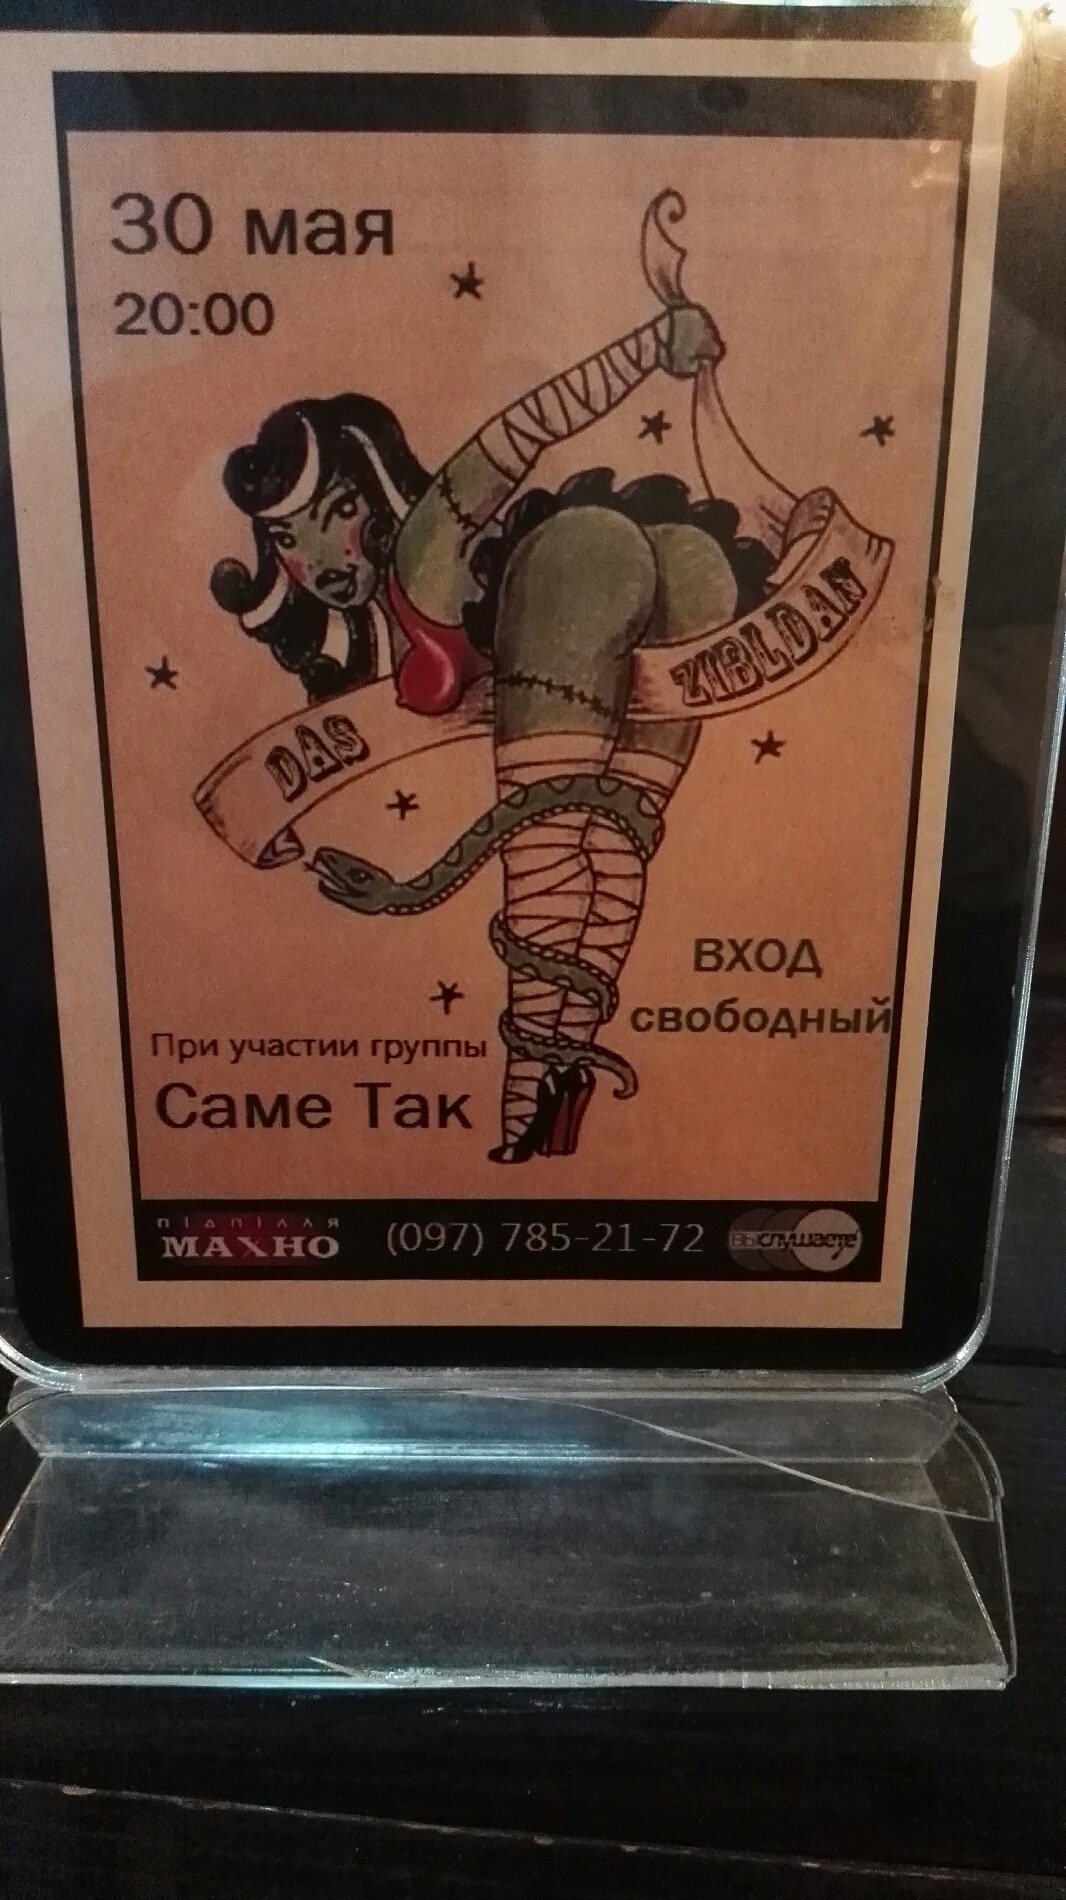 30 мая
20:00
DAS
ZIBLDAN
ВХОД
свободный
При участии группы
Саме Так
ПІДПІЛЛЯ
МАХНО
(097) 785-21-72
ВЫслушаете